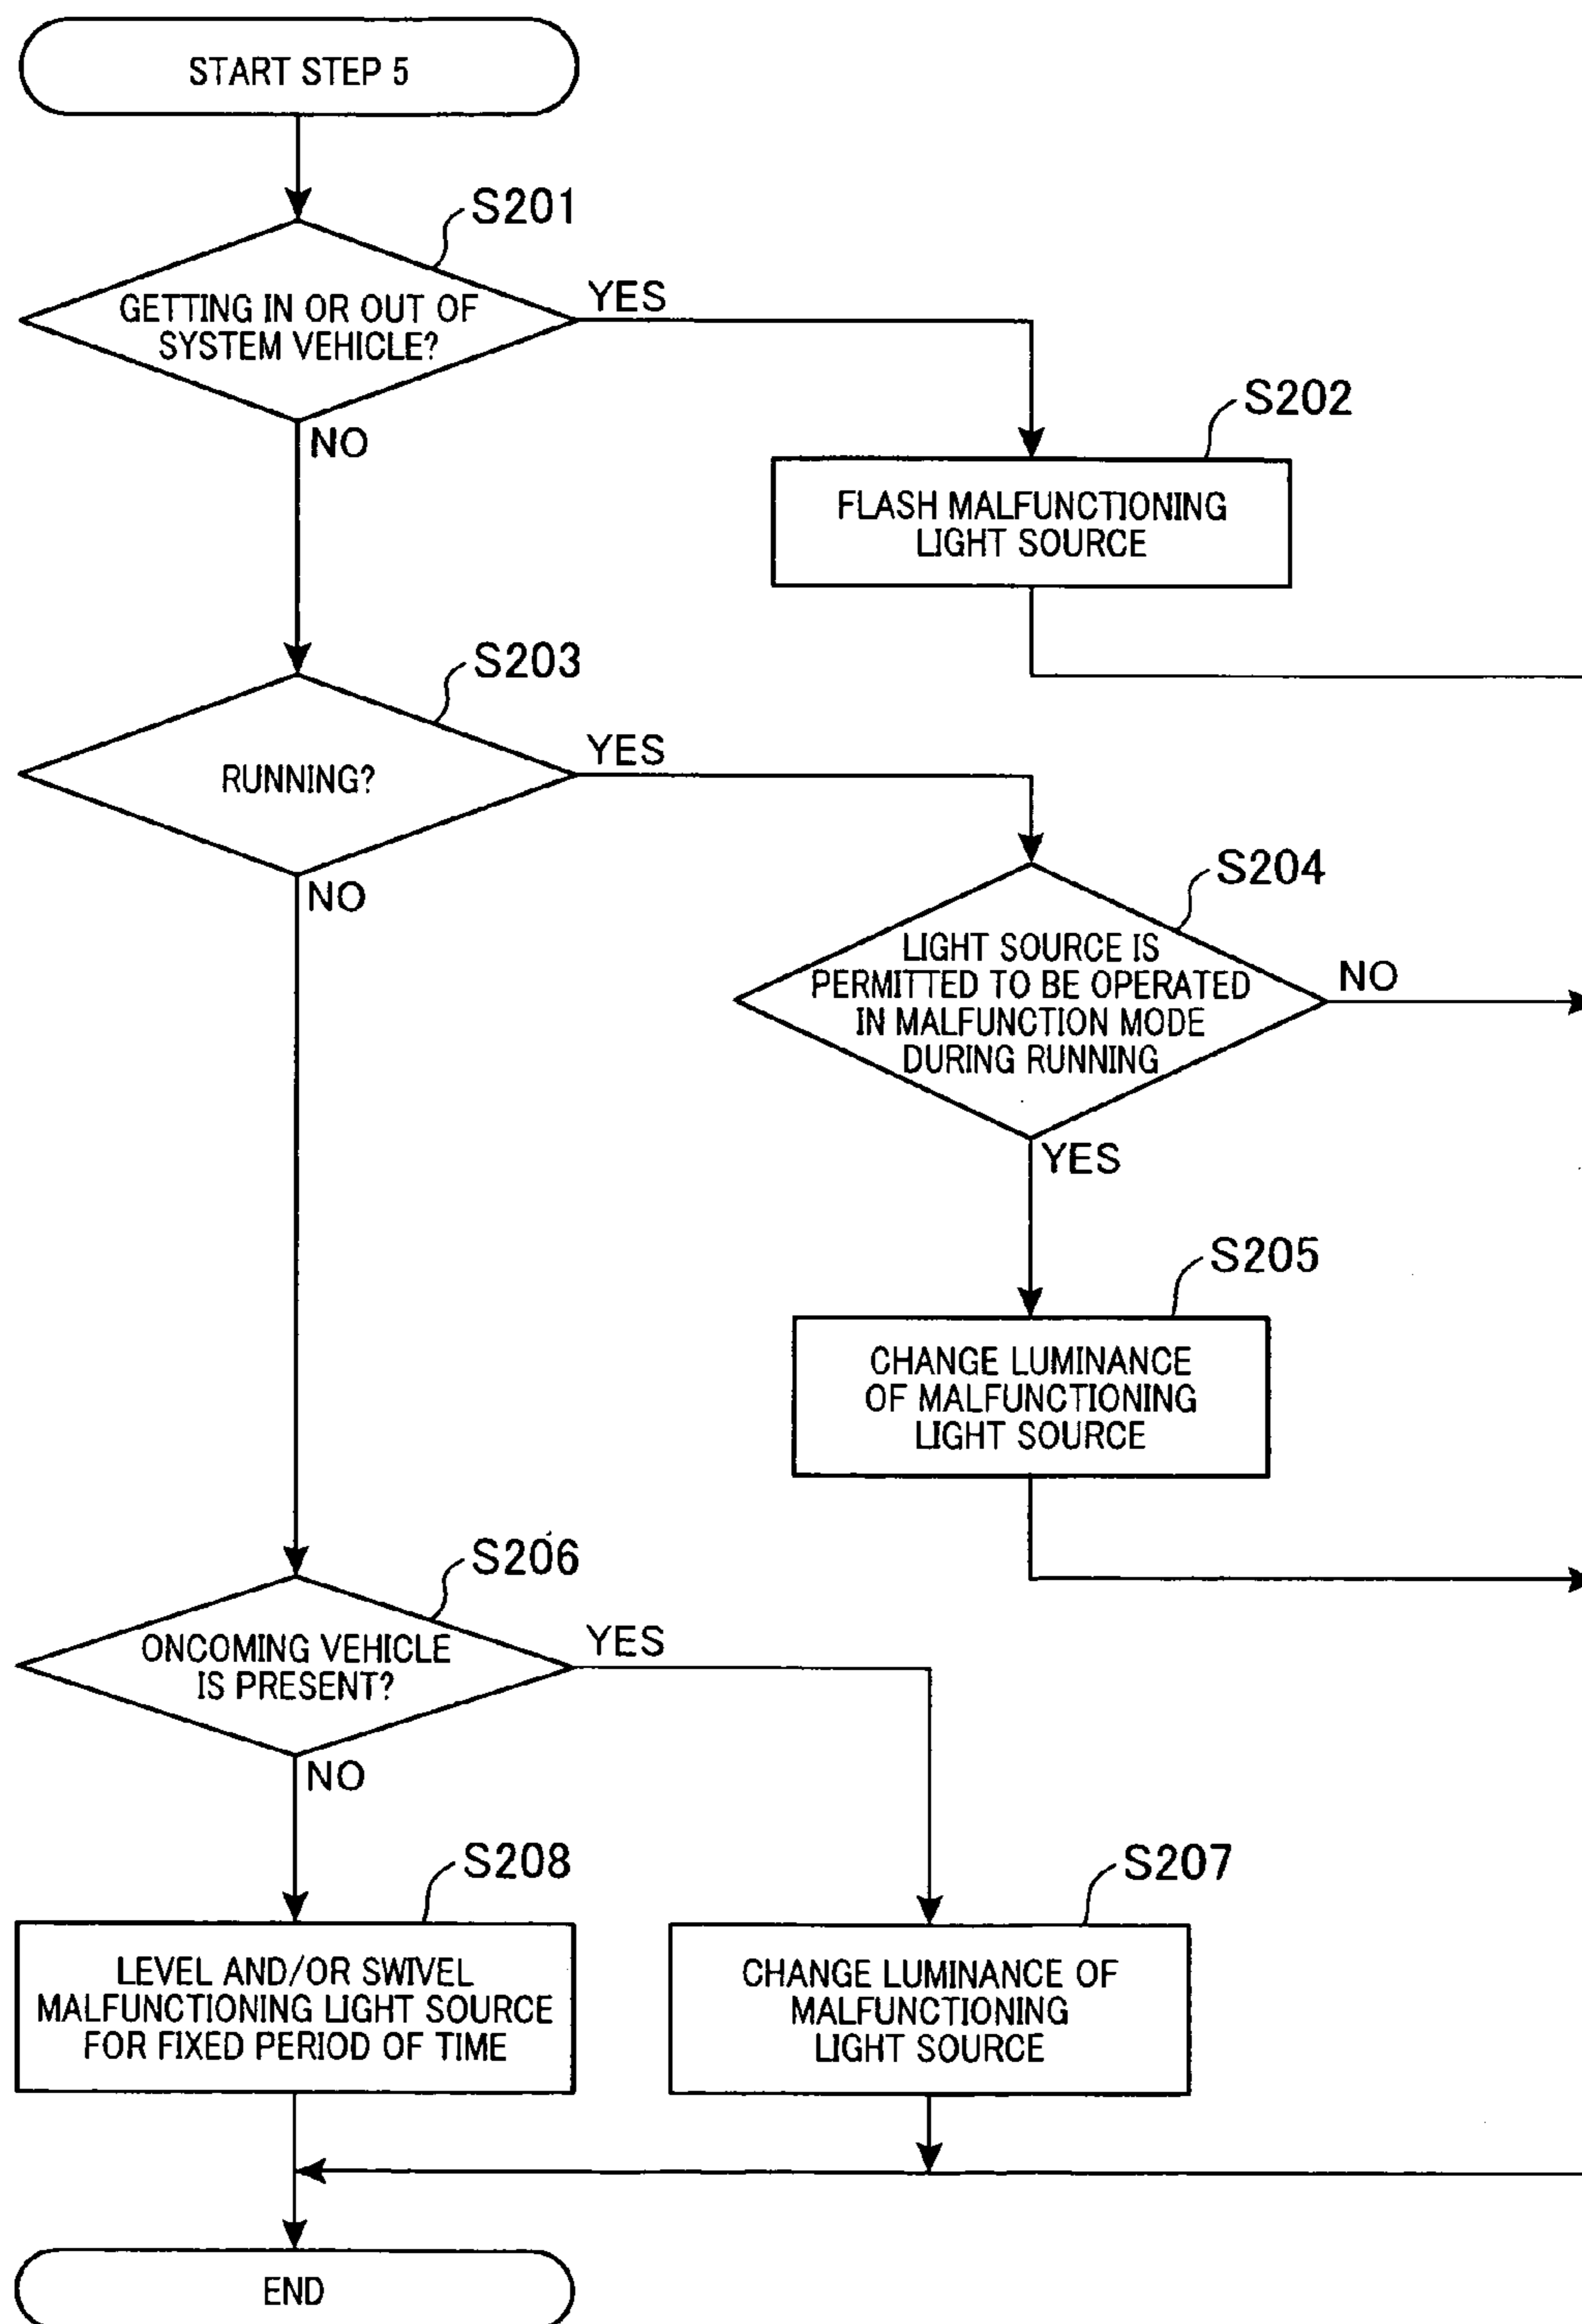 START STEP 5
S201
GETTING IN OR OUT OF
SYSTEM VEHICLE?
YES
NO
S202
FLASH MALFUNCTIONING
LIGHT SOURCE
S203
RUNNING?
YES
NO
S204
LIGHT SOURCE IS
PERMITTED TO BE OPERATED
IN MALFUNCTION MODE
DURING RUNNING
NO
YES
S205
CHANGE LUMINANCE
OF MALFUNCTIONING
LIGHT SOURCE
S206
ONCOMING VEHICLE
IS PRESENT?
YES
NO
S208
LEVEL AND/OR SWIVEL
MALFUNCTIONING LIGHT SOURCE
FOR FIXED PERIOD OF TIME
S207
CHANGE LUMINANCE OF
MALFUNCTIONING
LIGHT SOURCE
END